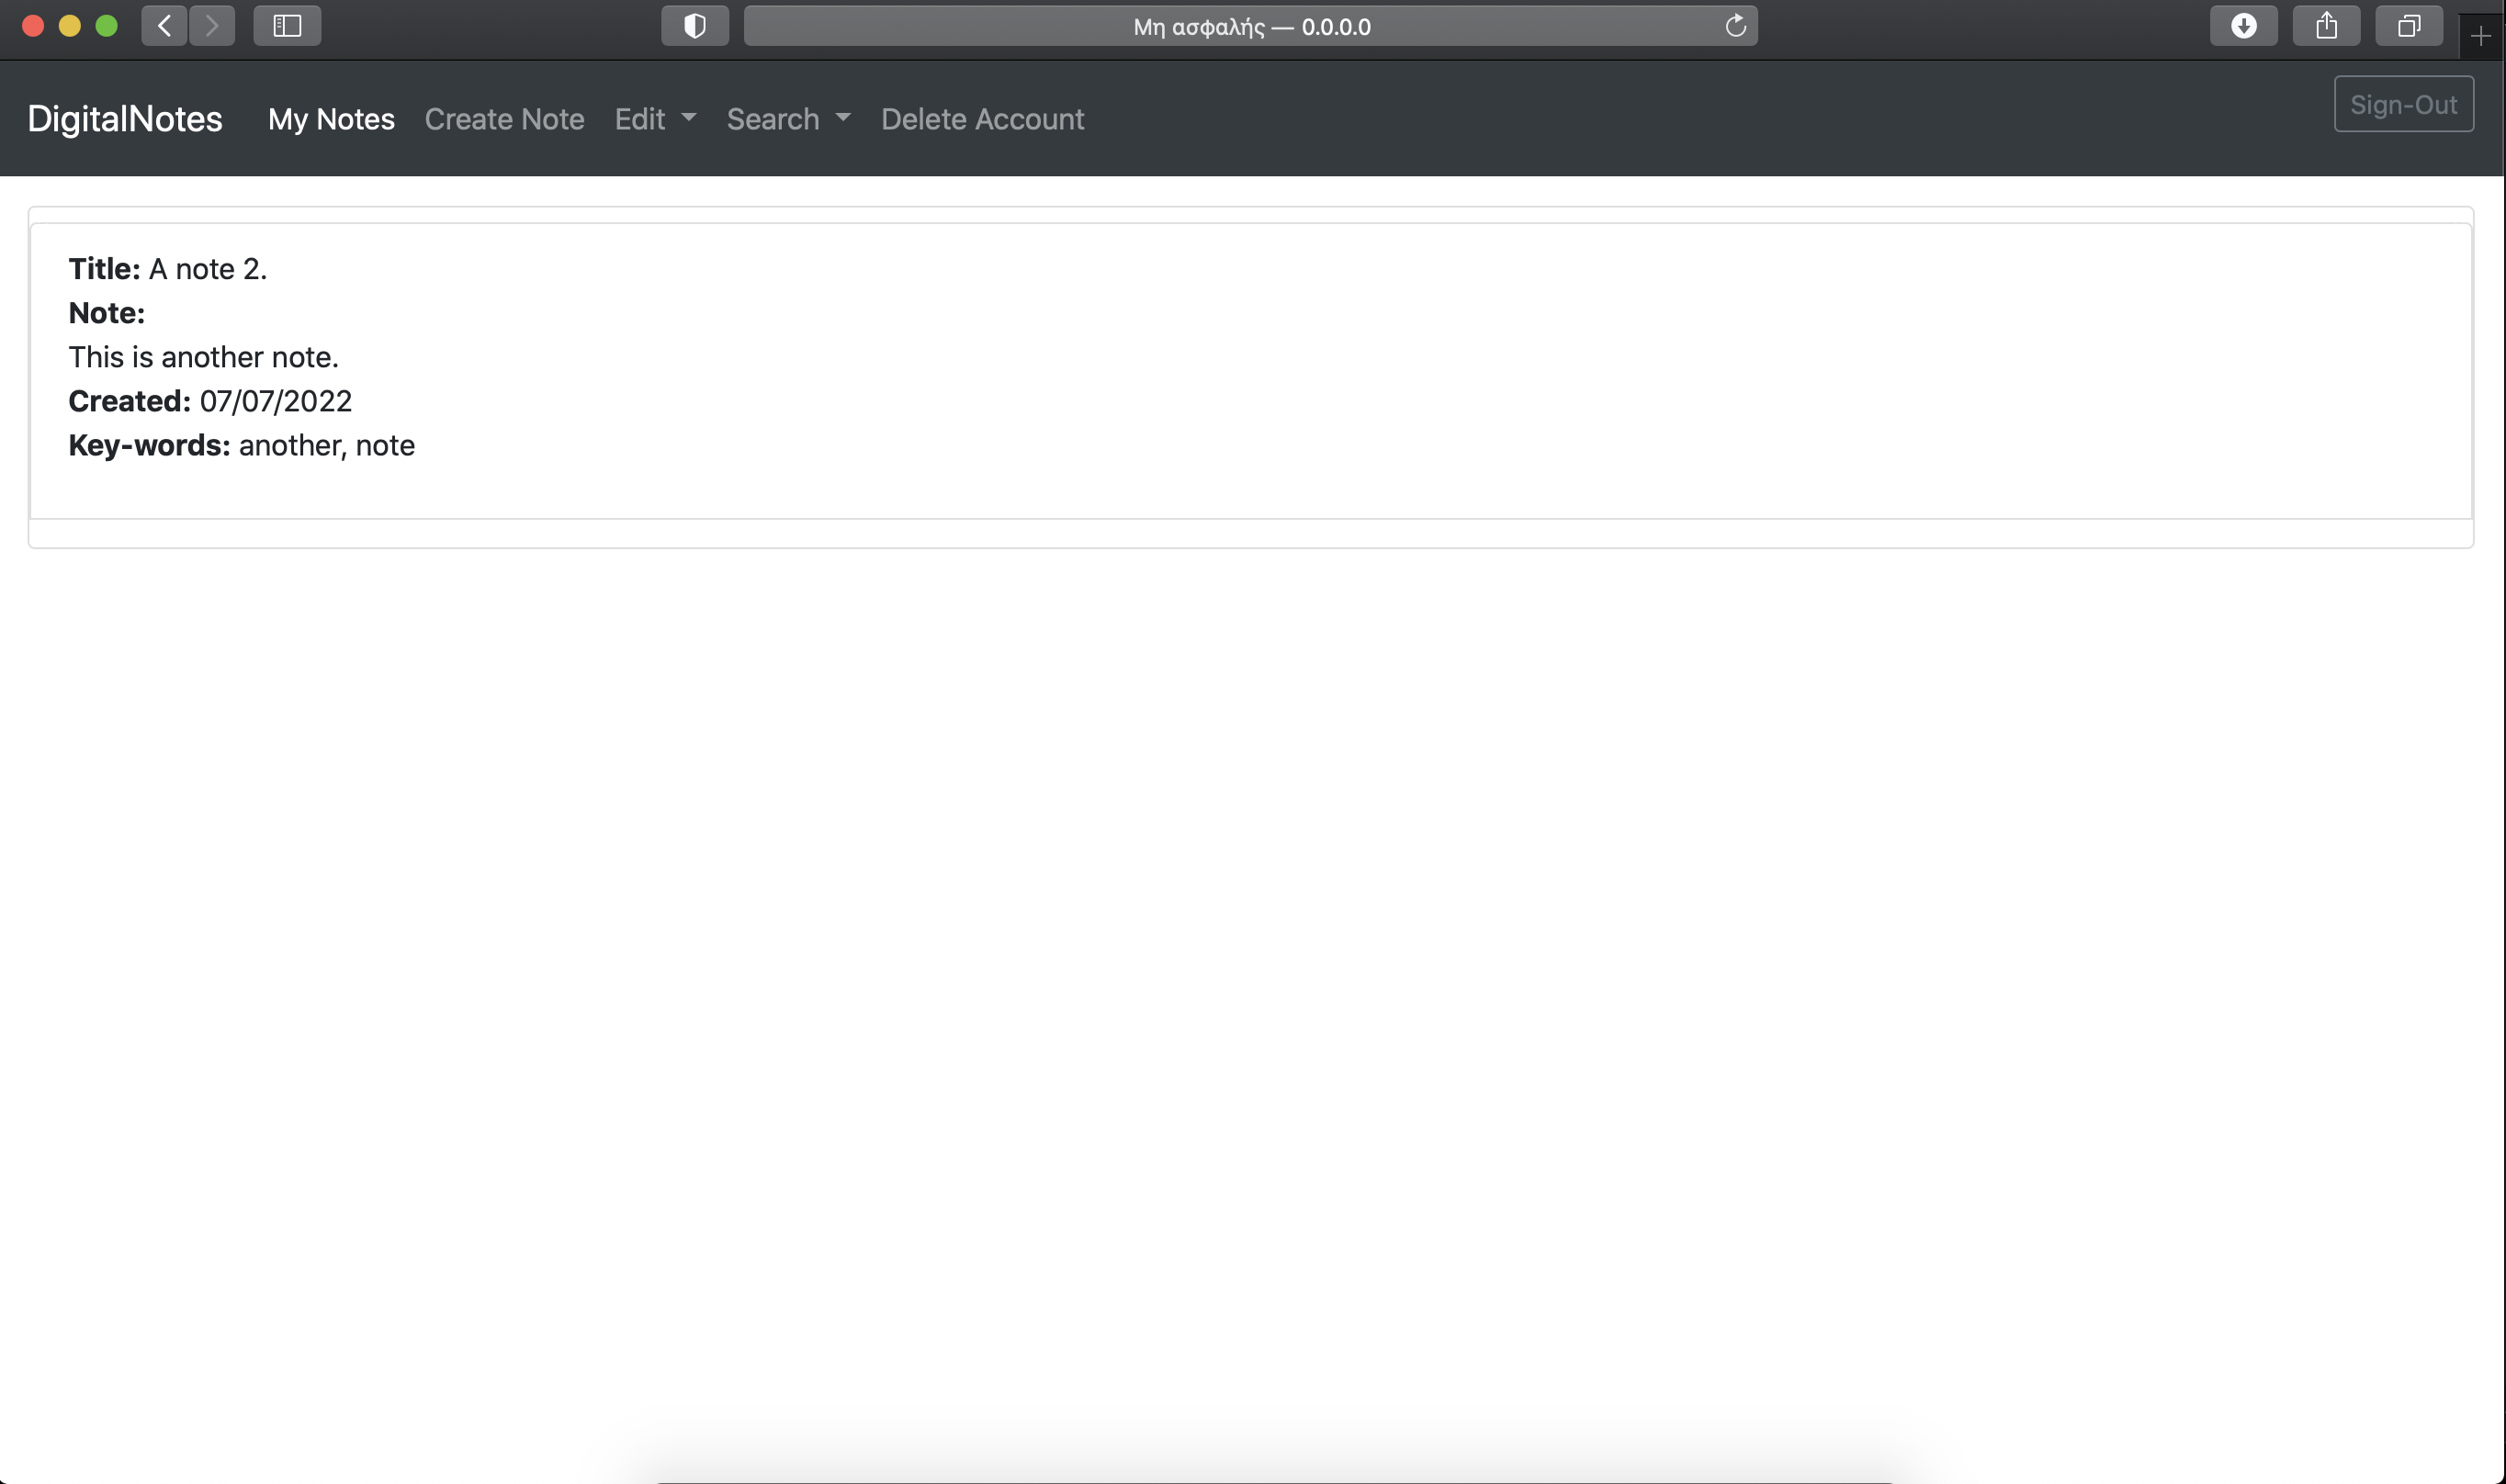 Μη ασφαλής — 0.0.0.0
DigitalNotes My Notes Create Note Edit Search Delete Account Sign-Out
Title: A note 2.
Note:
This is another note.
Created: 07/07/2022
Key-words: another, note